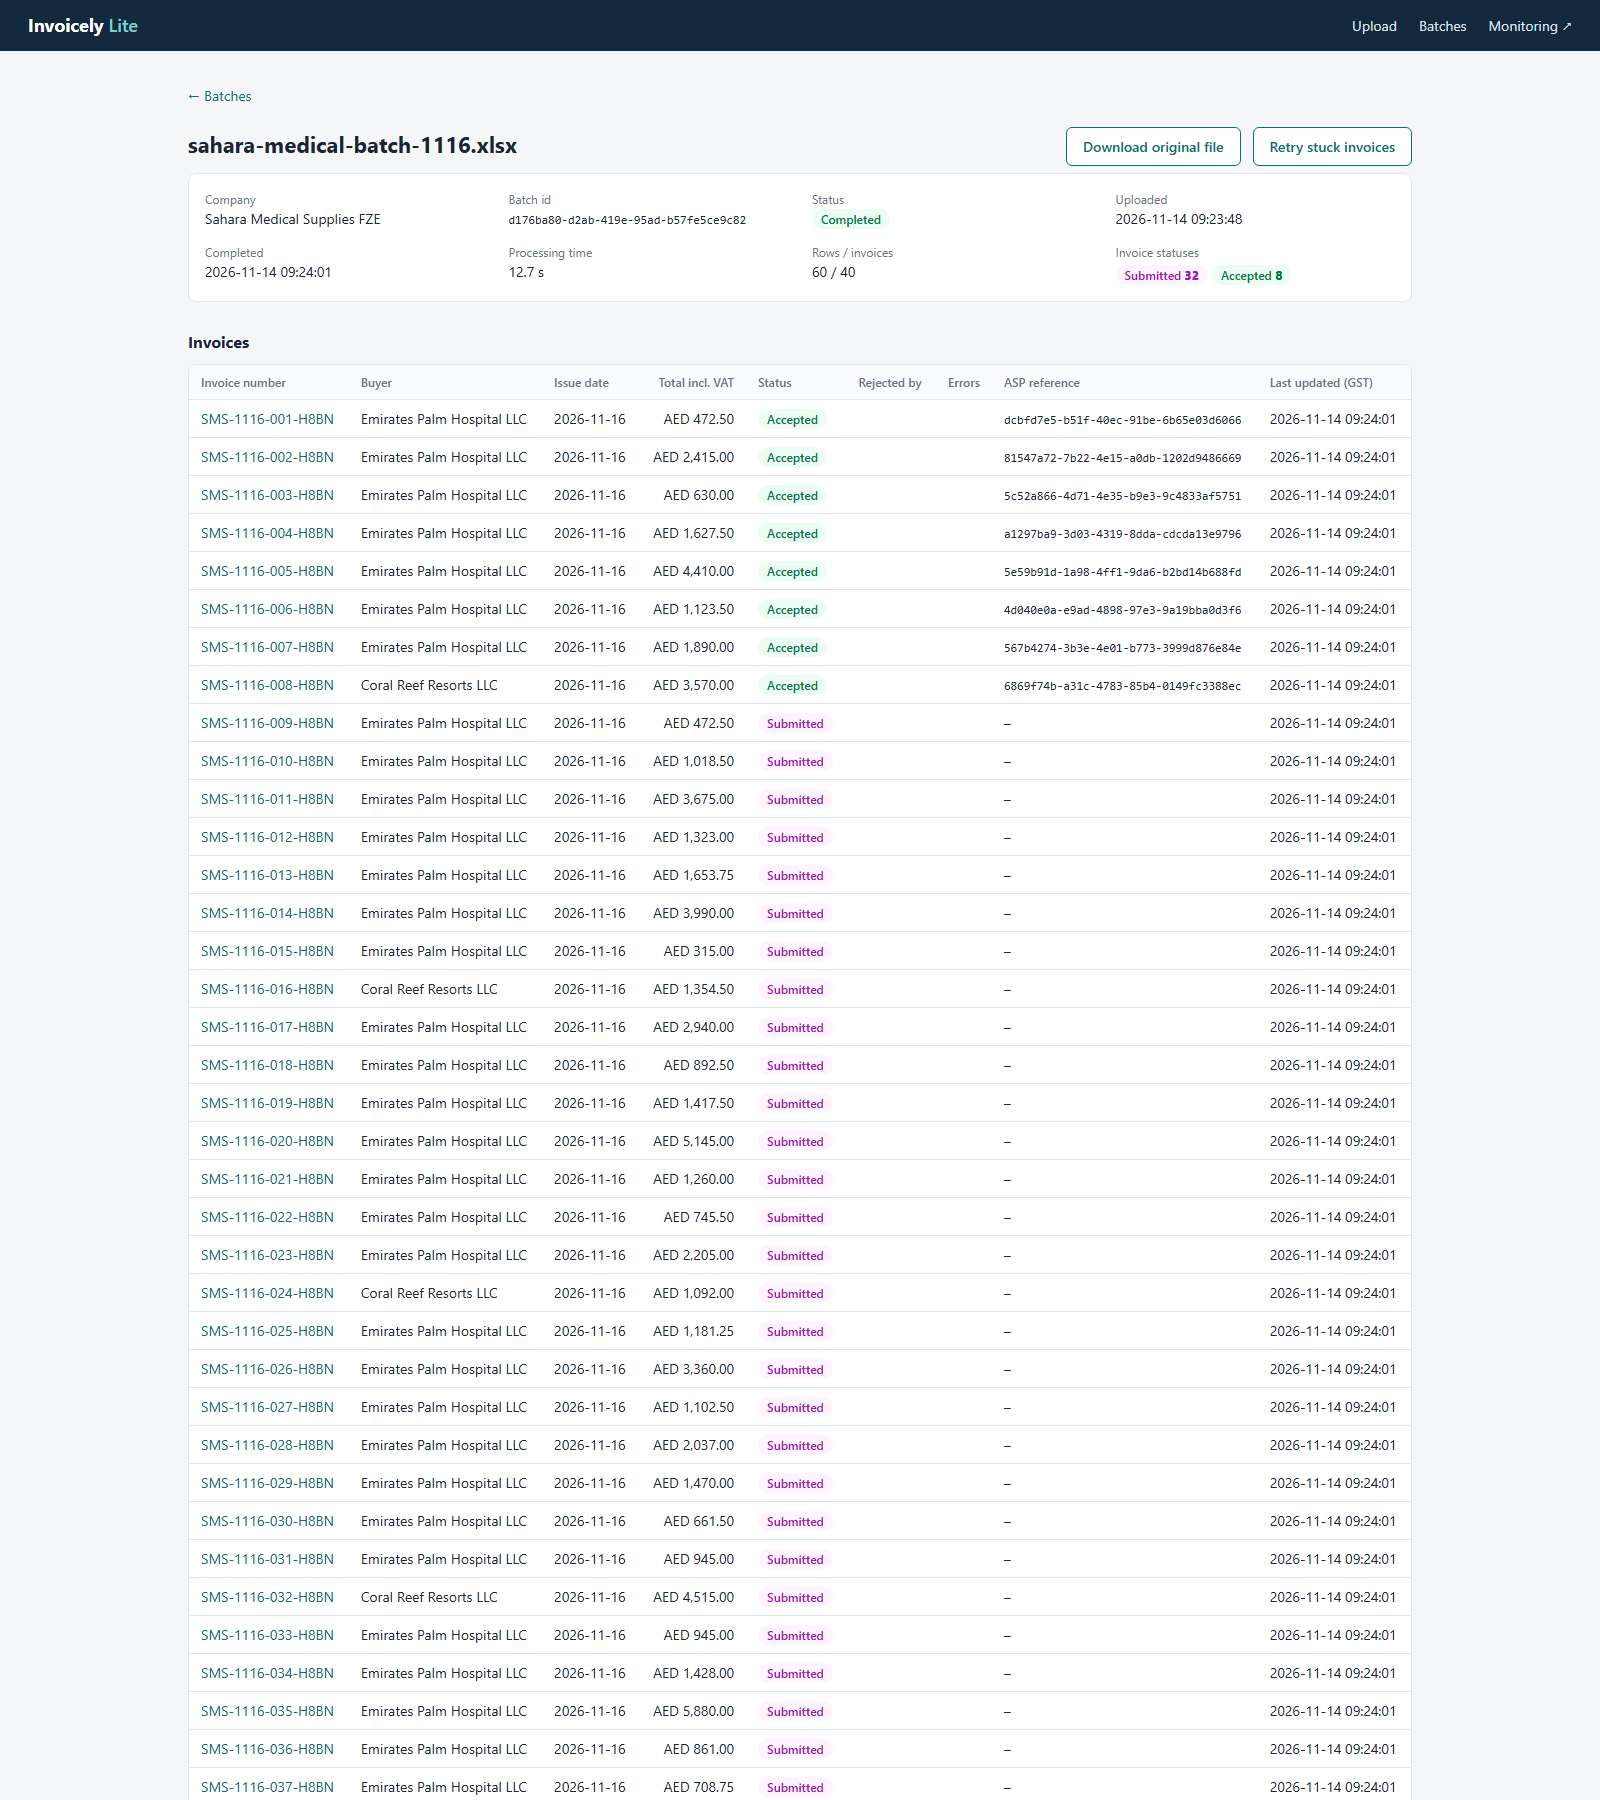 Invoicely Lite
Upload Batches Monitoring ↗
← Batches
sahara-medical-batch-1116.xlsx
Download original file Retry stuck invoices
Company Batch id Status Uploaded
Sahara Medical Supplies FZE d176ba80-d2ab-419e-95ad-b57fe5ce9c82 Completed 2026-11-14 09:23:48
Completed Processing time Rows / invoices Invoice statuses
2026-11-14 09:24:01 12.7 s 60 / 40 Submitted 32 Accepted 8
Invoices
Invoice number Buyer Issue date Total incl. VAT Status Rejected by Errors ASP reference Last updated (GST)
SMS-1116-001-H8BN Emirates Palm Hospital LLC 2026-11-16 AED 472.50 Accepted dcbfd7e5-b51f-40ec-91be-6b65e03d6066 2026-11-14 09:24:01
SMS-1116-002-H8BN Emirates Palm Hospital LLC 2026-11-16 AED 2,415.00 Accepted 81547a72-7b22-4e15-a0db-1202d9486669 2026-11-14 09:24:01
SMS-1116-003-H8BN Emirates Palm Hospital LLC 2026-11-16 AED 630.00 Accepted 5c52a866-4d71-4e35-b9e3-9c4833af5751 2026-11-14 09:24:01
SMS-1116-004-H8BN Emirates Palm Hospital LLC 2026-11-16 AED 1,627.50 Accepted a1297ba9-3d03-4319-8dda-cdcda13e9796 2026-11-14 09:24:01
SMS-1116-005-H8BN Emirates Palm Hospital LLC 2026-11-16 AED 4,410.00 Accepted 5e59b91d-1a98-4ff1-9da6-b2bd14b688fd 2026-11-14 09:24:01
SMS-1116-006-H8BN Emirates Palm Hospital LLC 2026-11-16 AED 1,123.50 Accepted 4d040e0a-e9ad-4898-97e3-9a19bba0d3f6 2026-11-14 09:24:01
SMS-1116-007-H8BN Emirates Palm Hospital LLC 2026-11-16 AED 1,890.00 Accepted 567b4274-3b3e-4e01-b773-3999d876e84e 2026-11-14 09:24:01
SMS-1116-008-H8BN Coral Reef Resorts LLC 2026-11-16 AED 3,570.00 Accepted 6869f74b-a31c-4783-85b4-0149fc3388ec 2026-11-14 09:24:01
SMS-1116-009-H8BN Emirates Palm Hospital LLC 2026-11-16 AED 472.50 Submitted – 2026-11-14 09:24:01
SMS-1116-010-H8BN Emirates Palm Hospital LLC 2026-11-16 AED 1,018.50 Submitted – 2026-11-14 09:24:01
SMS-1116-011-H8BN Emirates Palm Hospital LLC 2026-11-16 AED 3,675.00 Submitted – 2026-11-14 09:24:01
SMS-1116-012-H8BN Emirates Palm Hospital LLC 2026-11-16 AED 1,323.00 Submitted – 2026-11-14 09:24:01
SMS-1116-013-H8BN Emirates Palm Hospital LLC 2026-11-16 AED 1,653.75 Submitted – 2026-11-14 09:24:01
SMS-1116-014-H8BN Emirates Palm Hospital LLC 2026-11-16 AED 3,990.00 Submitted – 2026-11-14 09:24:01
SMS-1116-015-H8BN Emirates Palm Hospital LLC 2026-11-16 AED 315.00 Submitted – 2026-11-14 09:24:01
SMS-1116-016-H8BN Coral Reef Resorts LLC 2026-11-16 AED 1,354.50 Submitted – 2026-11-14 09:24:01
SMS-1116-017-H8BN Emirates Palm Hospital LLC 2026-11-16 AED 2,940.00 Submitted – 2026-11-14 09:24:01
SMS-1116-018-H8BN Emirates Palm Hospital LLC 2026-11-16 AED 892.50 Submitted – 2026-11-14 09:24:01
SMS-1116-019-H8BN Emirates Palm Hospital LLC 2026-11-16 AED 1,417.50 Submitted – 2026-11-14 09:24:01
SMS-1116-020-H8BN Emirates Palm Hospital LLC 2026-11-16 AED 5,145.00 Submitted – 2026-11-14 09:24:01
SMS-1116-021-H8BN Emirates Palm Hospital LLC 2026-11-16 AED 1,260.00 Submitted – 2026-11-14 09:24:01
SMS-1116-022-H8BN Emirates Palm Hospital LLC 2026-11-16 AED 745.50 Submitted – 2026-11-14 09:24:01
SMS-1116-023-H8BN Emirates Palm Hospital LLC 2026-11-16 AED 2,205.00 Submitted – 2026-11-14 09:24:01
SMS-1116-024-H8BN Coral Reef Resorts LLC 2026-11-16 AED 1,092.00 Submitted – 2026-11-14 09:24:01
SMS-1116-025-H8BN Emirates Palm Hospital LLC 2026-11-16 AED 1,181.25 Submitted – 2026-11-14 09:24:01
SMS-1116-026-H8BN Emirates Palm Hospital LLC 2026-11-16 AED 3,360.00 Submitted – 2026-11-14 09:24:01
SMS-1116-027-H8BN Emirates Palm Hospital LLC 2026-11-16 AED 1,102.50 Submitted – 2026-11-14 09:24:01
SMS-1116-028-H8BN Emirates Palm Hospital LLC 2026-11-16 AED 2,037.00 Submitted – 2026-11-14 09:24:01
SMS-1116-029-H8BN Emirates Palm Hospital LLC 2026-11-16 AED 1,470.00 Submitted – 2026-11-14 09:24:01
SMS-1116-030-H8BN Emirates Palm Hospital LLC 2026-11-16 AED 661.50 Submitted – 2026-11-14 09:24:01
SMS-1116-031-H8BN Emirates Palm Hospital LLC 2026-11-16 AED 945.00 Submitted – 2026-11-14 09:24:01
SMS-1116-032-H8BN Coral Reef Resorts LLC 2026-11-16 AED 4,515.00 Submitted – 2026-11-14 09:24:01
SMS-1116-033-H8BN Emirates Palm Hospital LLC 2026-11-16 AED 945.00 Submitted – 2026-11-14 09:24:01
SMS-1116-034-H8BN Emirates Palm Hospital LLC 2026-11-16 AED 1,428.00 Submitted – 2026-11-14 09:24:01
SMS-1116-035-H8BN Emirates Palm Hospital LLC 2026-11-16 AED 5,880.00 Submitted – 2026-11-14 09:24:01
SMS-1116-036-H8BN Emirates Palm Hospital LLC 2026-11-16 AED 861.00 Submitted – 2026-11-14 09:24:01
SMS-1116-037-H8BN Emirates Palm Hospital LLC 2026-11-16 AED 708.75 Submitted – 2026-11-14 09:24:01